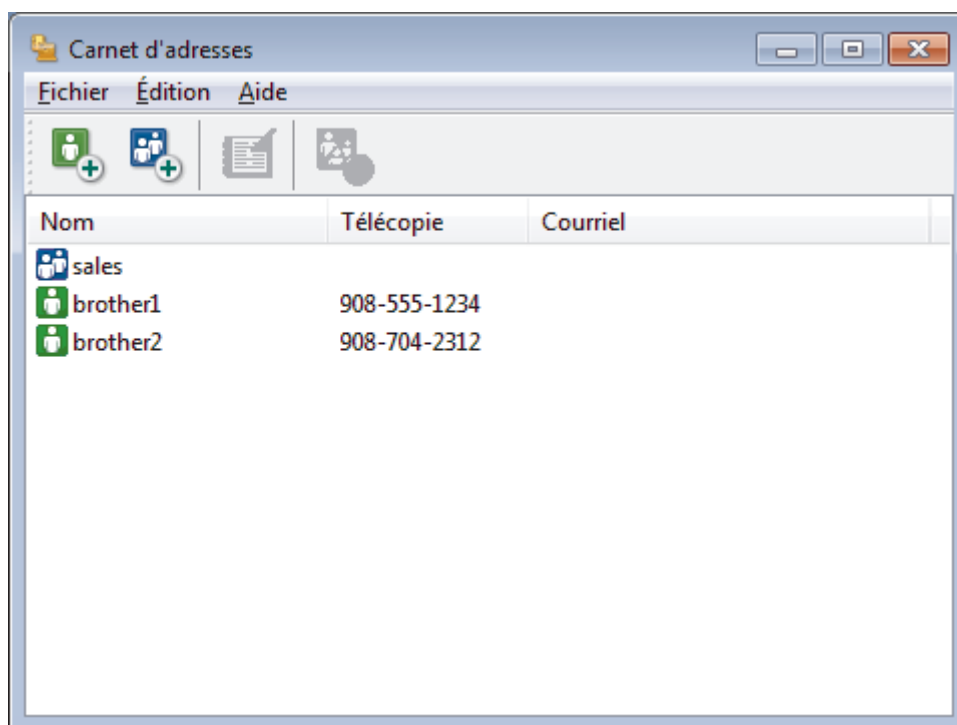 Carnet d'adresses
Fichier Édition Aide
Nom Télécopie Courriel
sales
brother1 908-555-1234
brother2 908-704-2312